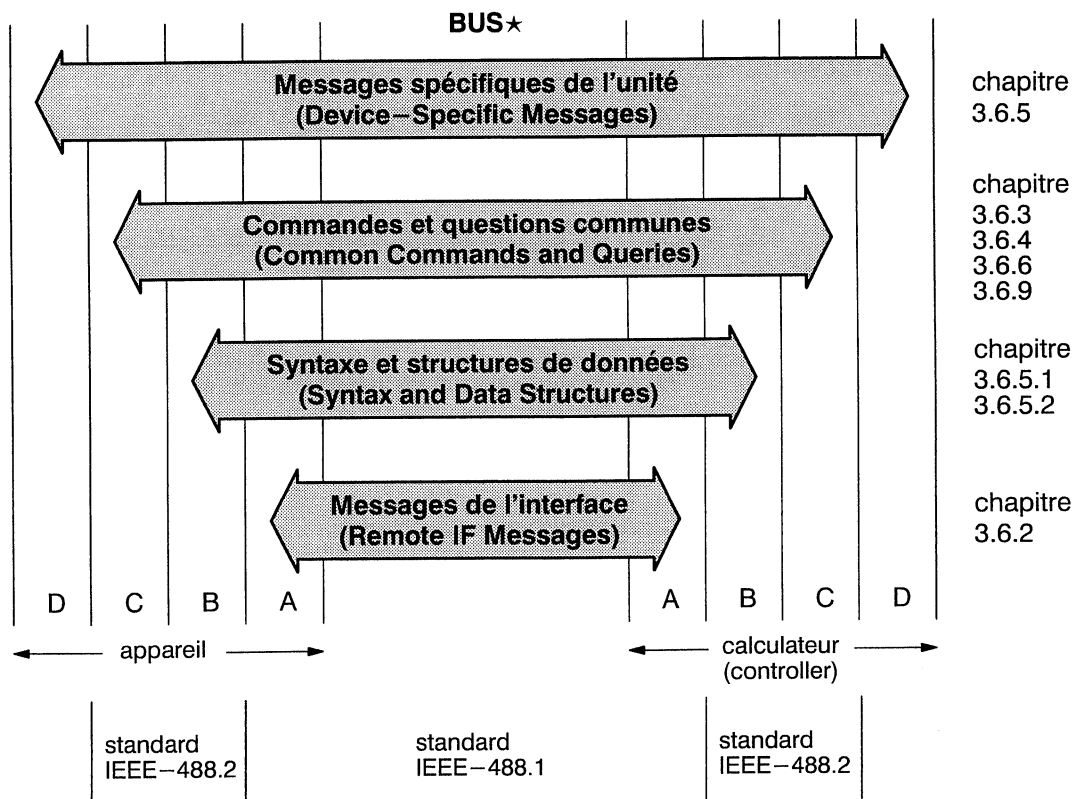 BUS★
Messages spécifiques de l'unité
(Device–Specific Messages)
chapitre
3.6.5
Commandes et questions communes
(Common Commands and Queries)
chapitre
3.6.3
3.6.4
3.6.6
3.6.9
Syntaxe et structures de données
(Syntax and Data Structures)
chapitre
3.6.5.1
3.6.5.2
Messages de l'interface
(Remote IF Messages)
chapitre
3.6.2
D C B A A B C D
appareil
calculateur
(controller)
standard
IEEE–488.2
standard
IEEE–488.1
standard
IEEE–488.2